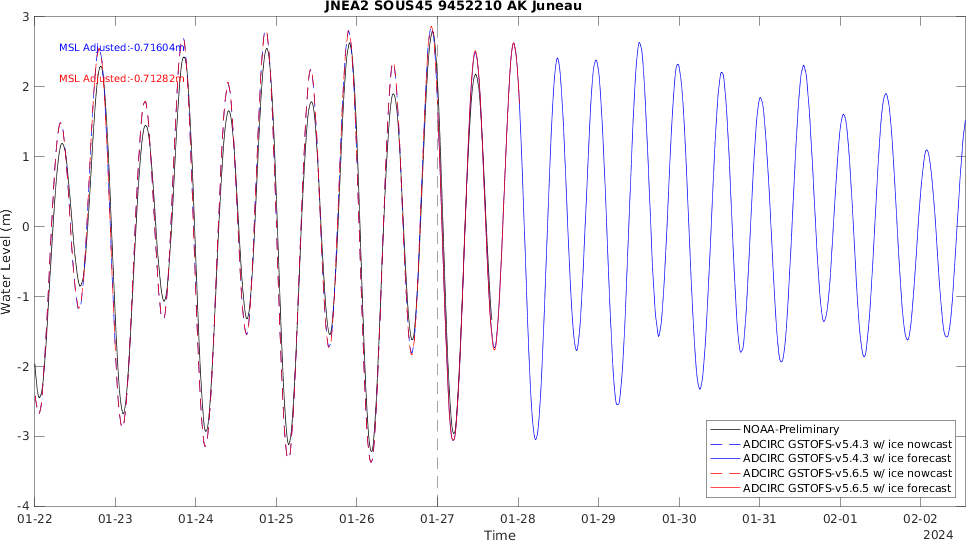 JNEA2 SOUS45 9452210 AK Juneau
3
MSL Adjusted:-0.71604m
MSL Adjusted:-0.71282m
2
1
0
-1
-2
-3
-4
Water Level (m)
NOAA-Preliminary
ADCIRC GSTOFS-v5.4.3 w/ ice nowcast
ADCIRC GSTOFS-v5.4.3 w/ ice forecast
ADCIRC GSTOFS-v5.6.5 w/ ice nowcast
ADCIRC GSTOFS-v5.6.5 w/ ice forecast
01-22 01-23 01-24 01-25 01-26 01-27 01-28 01-29 01-30 01-31 02-01 02-02
Time
2024